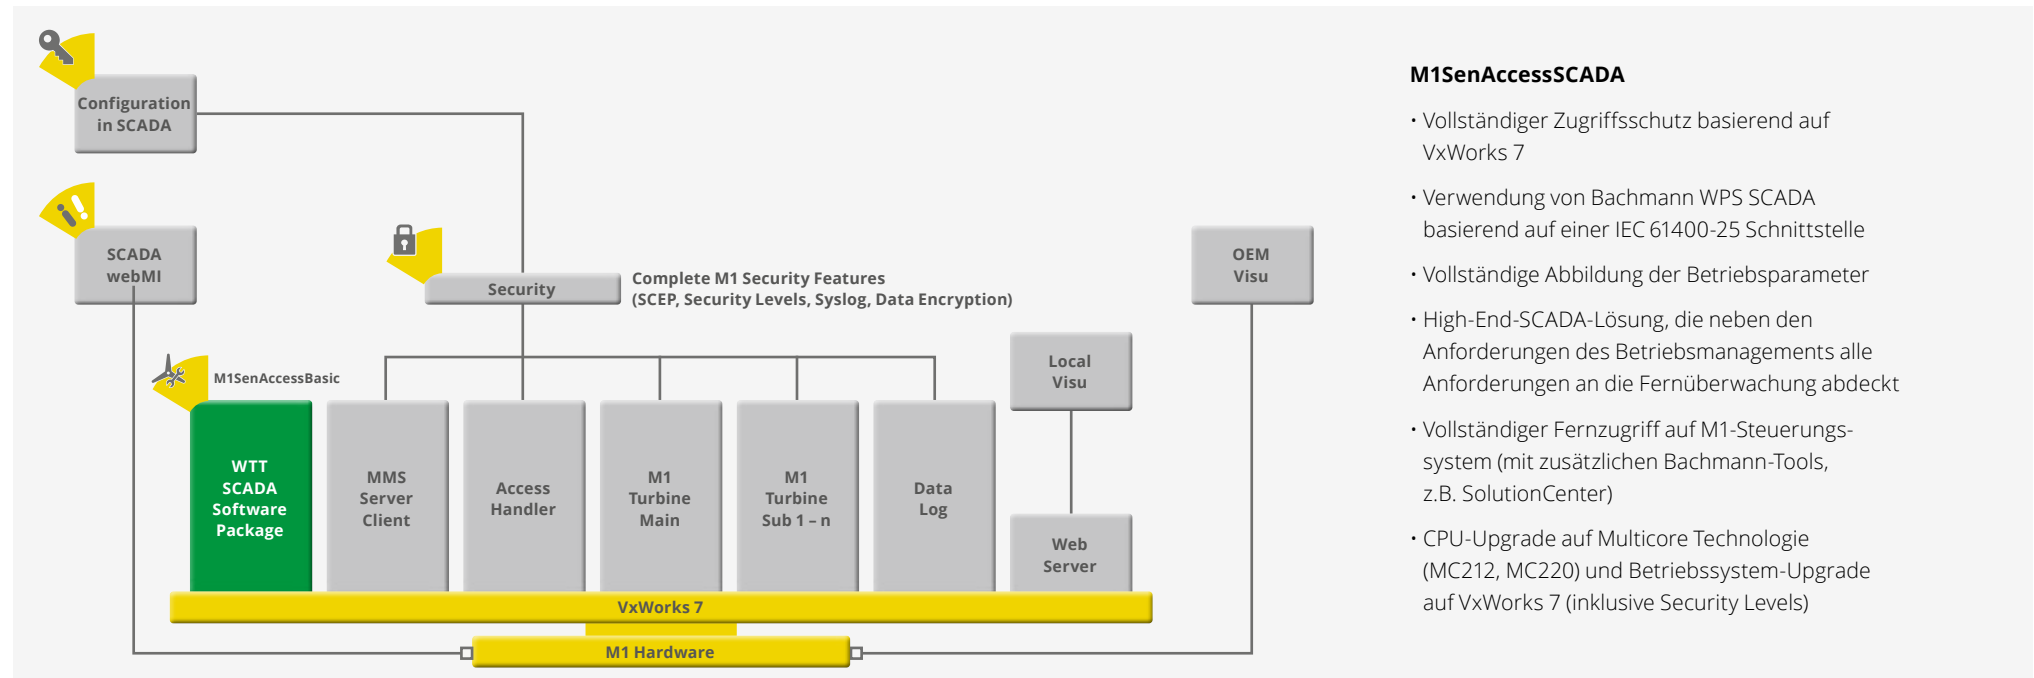 Configuration
in SCADA
SCADA
webMI
Security
Complete M1 Security Features
(SCEP, Security Levels, Syslog, Data Encryption)
OEM
Visu
Local
Visu
M1SenAccessBasic
WTT
SCADA
Software
Package
MMS
Server
Client
Access
Handler
M1
Turbine
Main
M1
Turbine
Sub 1 – n
Data
Log
Web
Server
VxWorks 7
M1 Hardware
M1SenAccessSCADA
• Vollständiger Zugriffsschutz basierend auf
VxWorks 7
• Verwendung von Bachmann WPS SCADA
basierend auf einer IEC 61400-25 Schnittstelle
• Vollständige Abbildung der Betriebsparameter
• High-End-SCADA-Lösung, die neben den
Anforderungen des Betriebsmanagements alle
Anforderungen an die Fernüberwachung abdeckt
• Vollständiger Fernzugriff auf M1-Steuerungs-
system (mit zusätzlichen Bachmann-Tools,
z.B. SolutionCenter)
• CPU-Upgrade auf Multicore Technologie
(MC212, MC220) und Betriebssystem-Upgrade
auf VxWorks 7 (inklusive Security Levels)